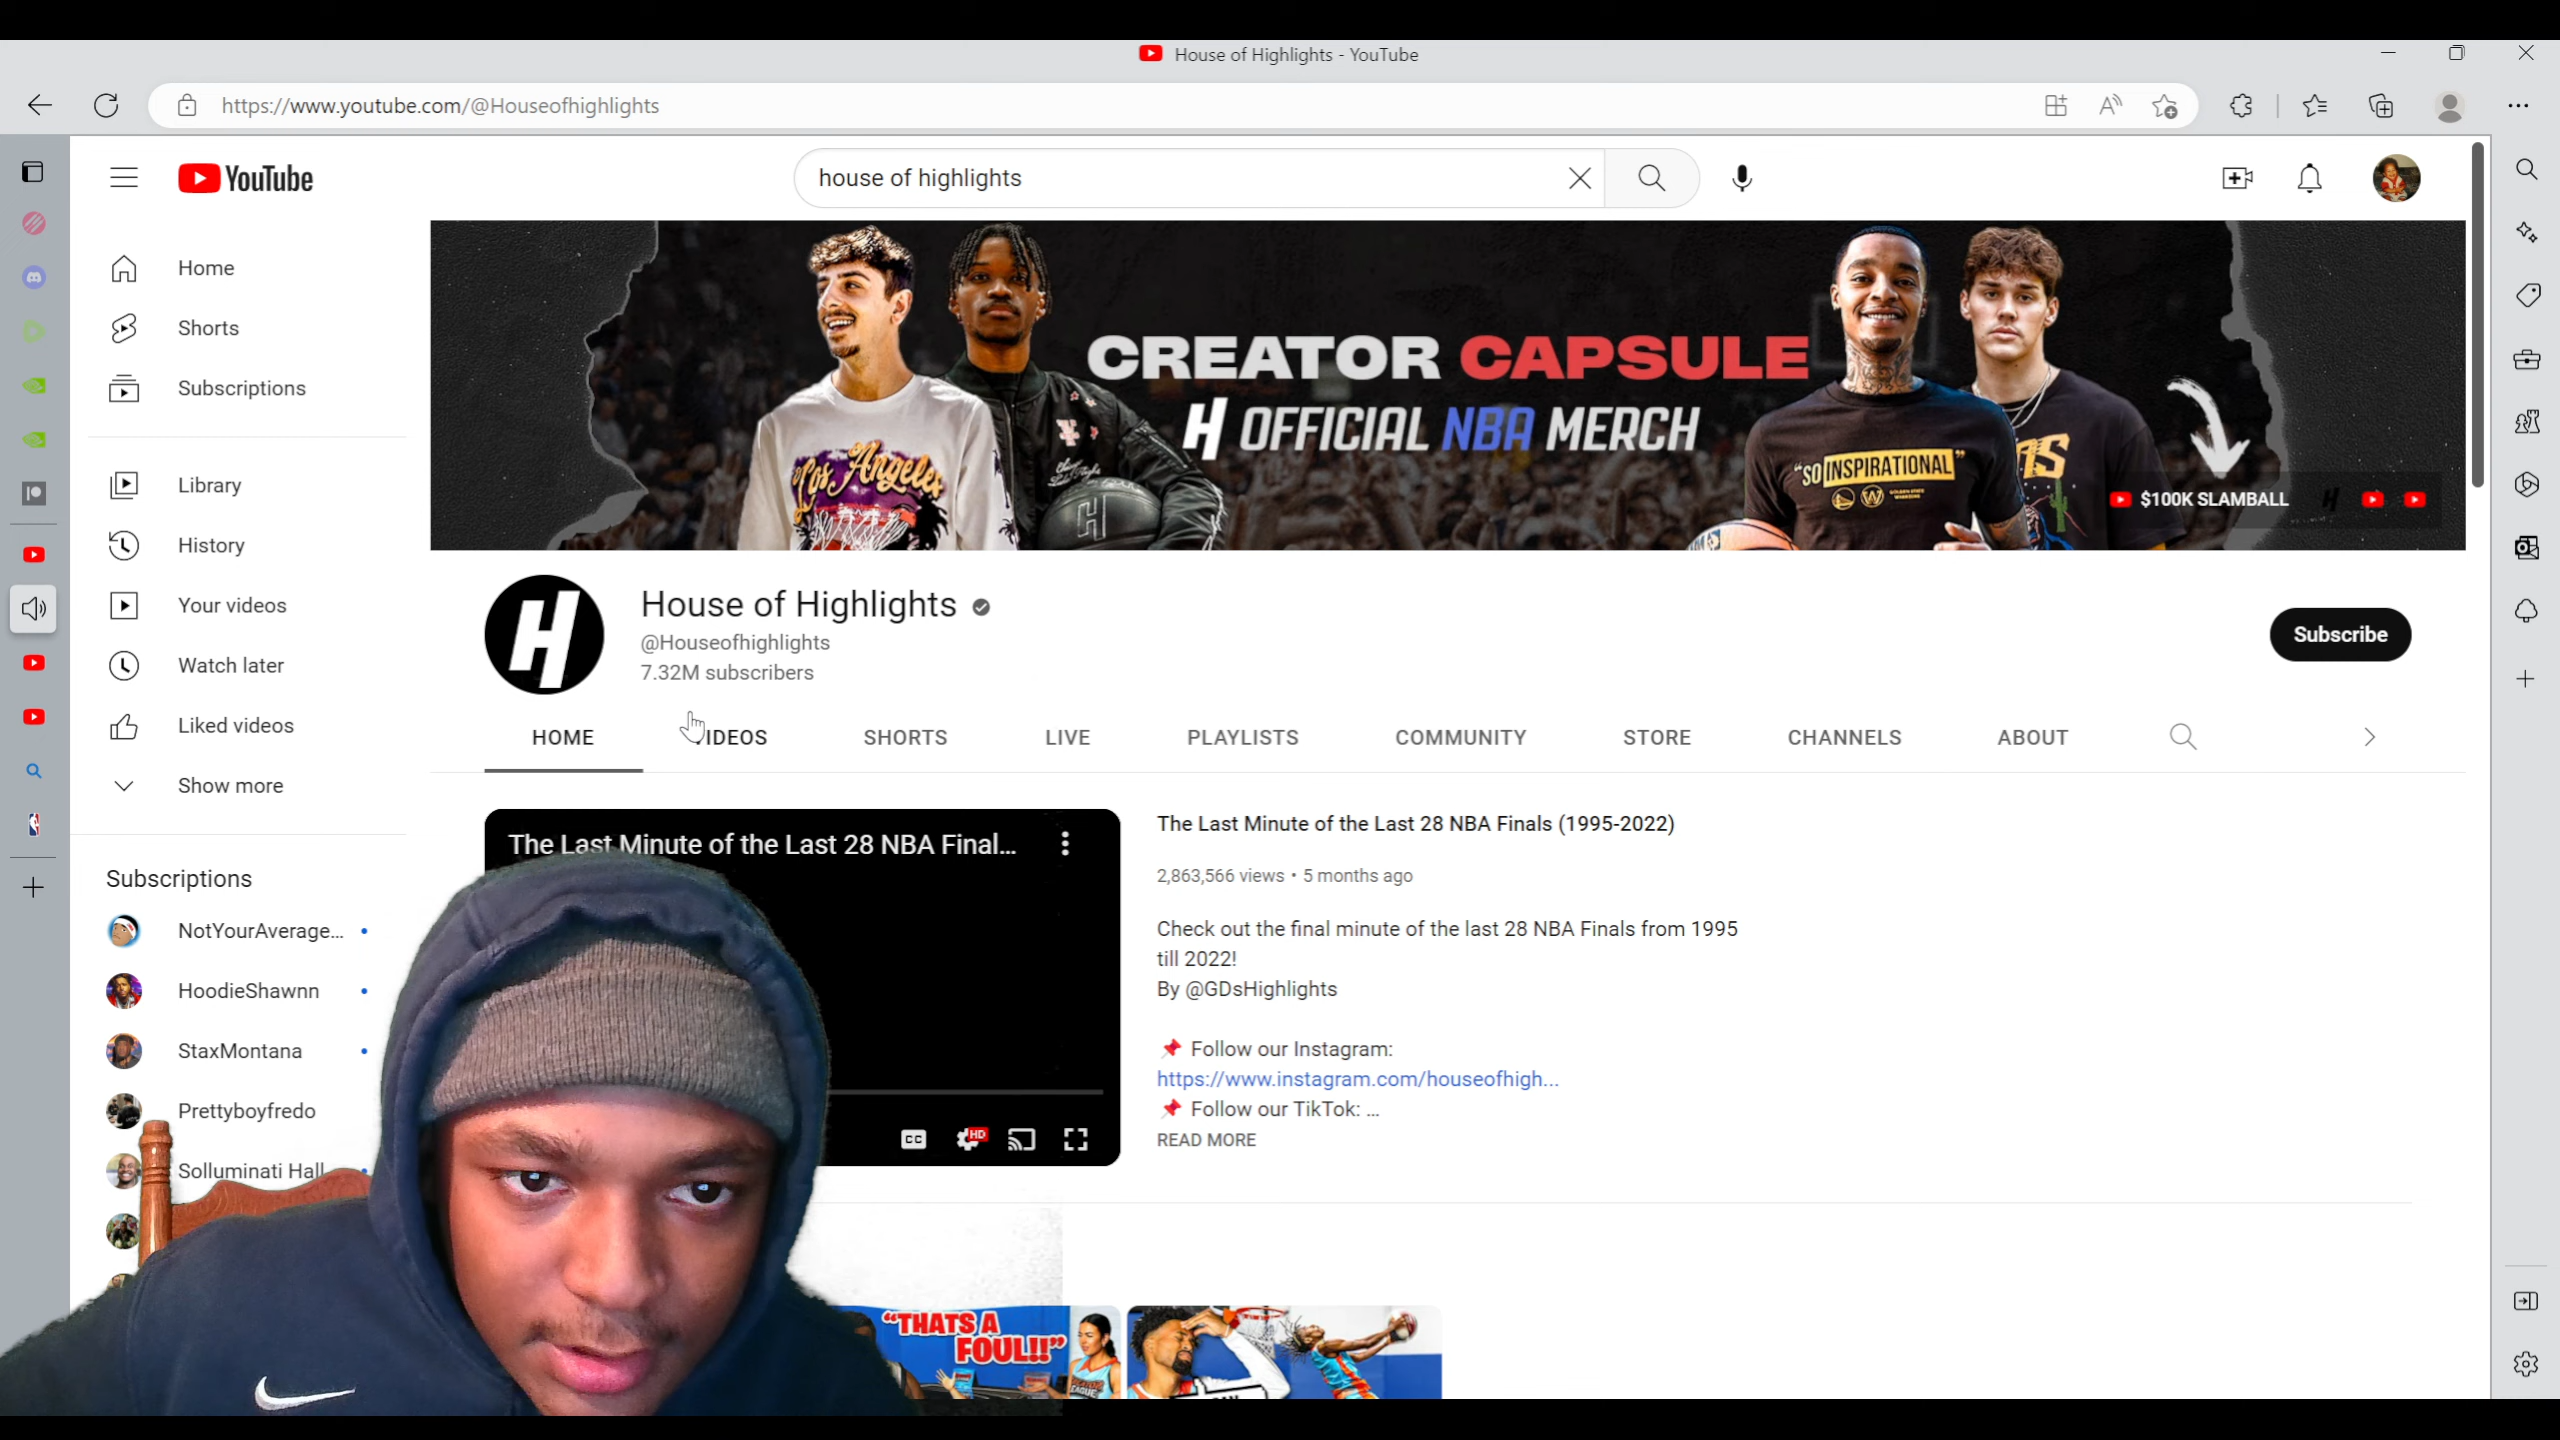 House of Highlights - YouTube
https://www.youtube.com/@Houseofhighlights
YouTube
house of highlights
Home
Shorts
Subscriptions
Library
History
Your videos
Watch later
Liked videos
Show more
Subscriptions
NotYourAverage...
HoodieShawnn
StaxMontana
Prettyboyfredo
Solluminati Hall
CREATOR CAPSULE
H OFFICIAL NBA MERCH
Los Angeles
"SO INSPIRATIONAL"
$100K SLAMBALL
H
House of Highlights
@Houseofhighlights
7.32M subscribers
Subscribe
HOME
VIDEOS
SHORTS
LIVE
PLAYLISTS
COMMUNITY
STORE
CHANNELS
ABOUT
The Last Minute of the Last 28 NBA Final...
CC
HD
The Last Minute of the Last 28 NBA Finals (1995-2022)
2,863,566 views • 5 months ago
Check out the final minute of the last 28 NBA Finals from 1995
till 2022!
By @GDsHighlights
📌 Follow our Instagram:
https://www.instagram.com/houseofhigh...
📌 Follow our TikTok: ...
READ MORE
"THATS A
FOUL!!"